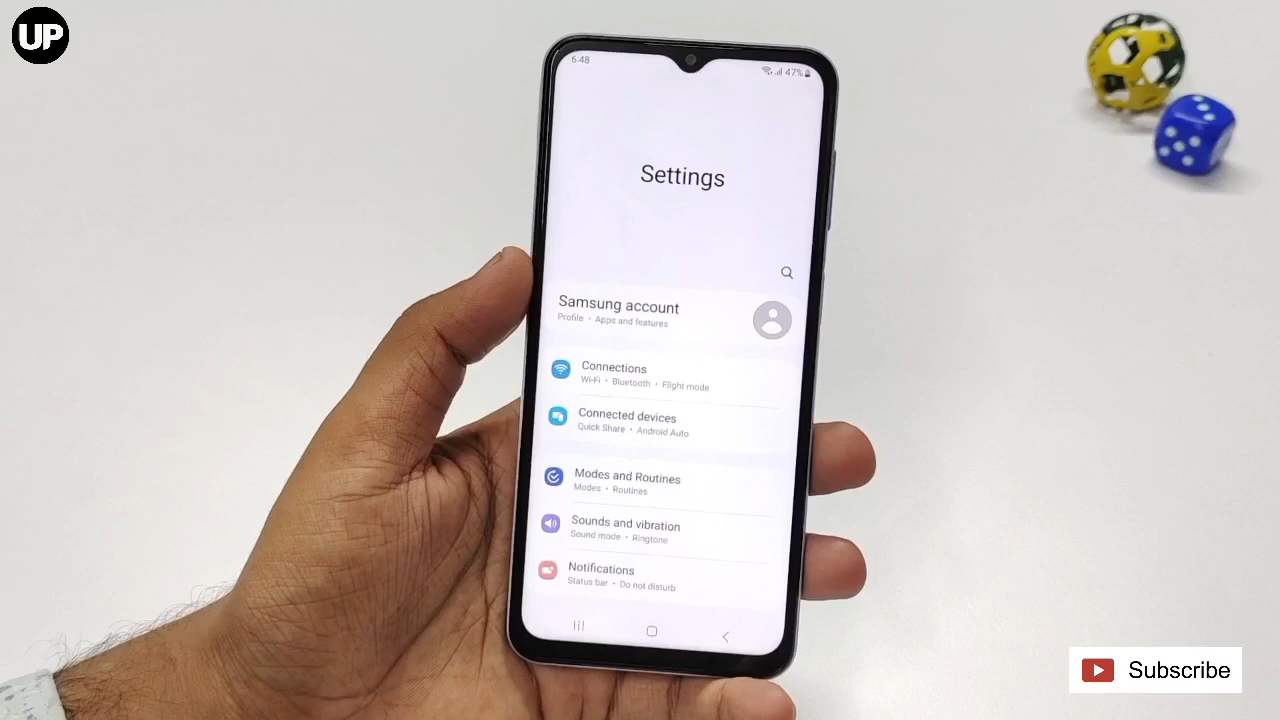 UP
6:48
47%
Settings
Samsung account
Profile • Apps and features
Connections
Wi-Fi • Bluetooth • Flight mode
Connected devices
Quick Share • Android Auto
Modes and Routines
Modes • Routines
Sounds and vibration
Sound mode • Ringtone
Notifications
Status bar • Do not disturb
Subscribe